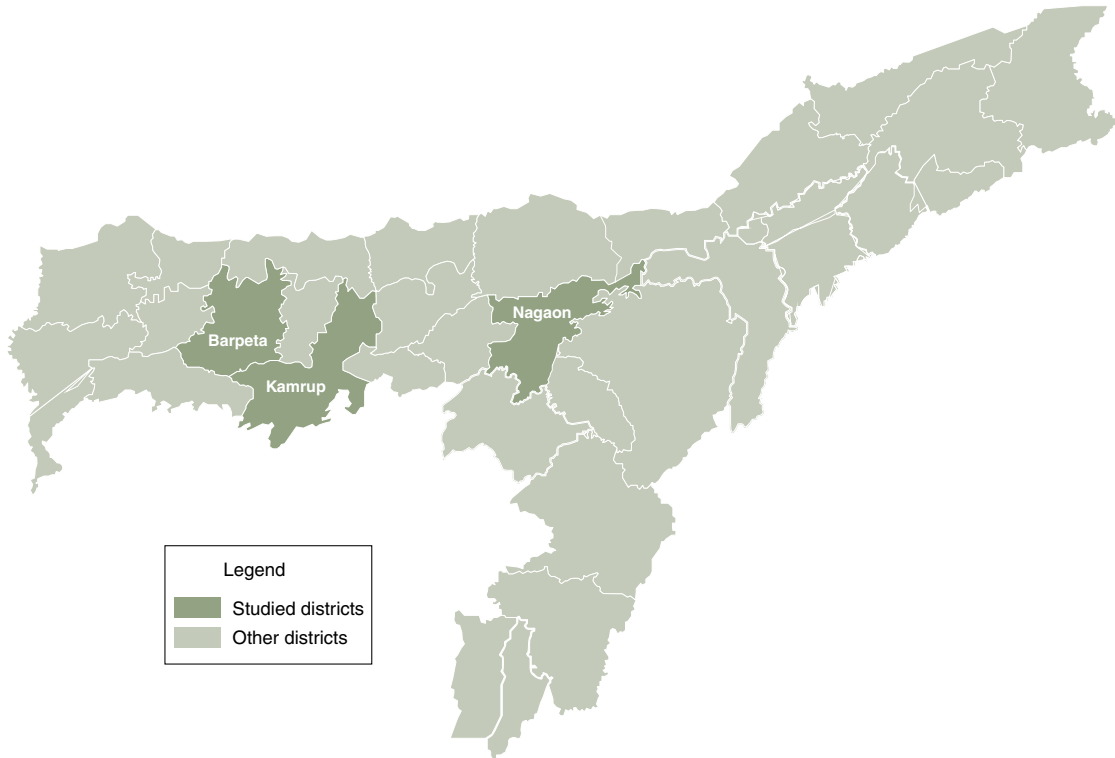 Nagaon
Barpeta
Kamrup
Legend
Studied districts
Other districts